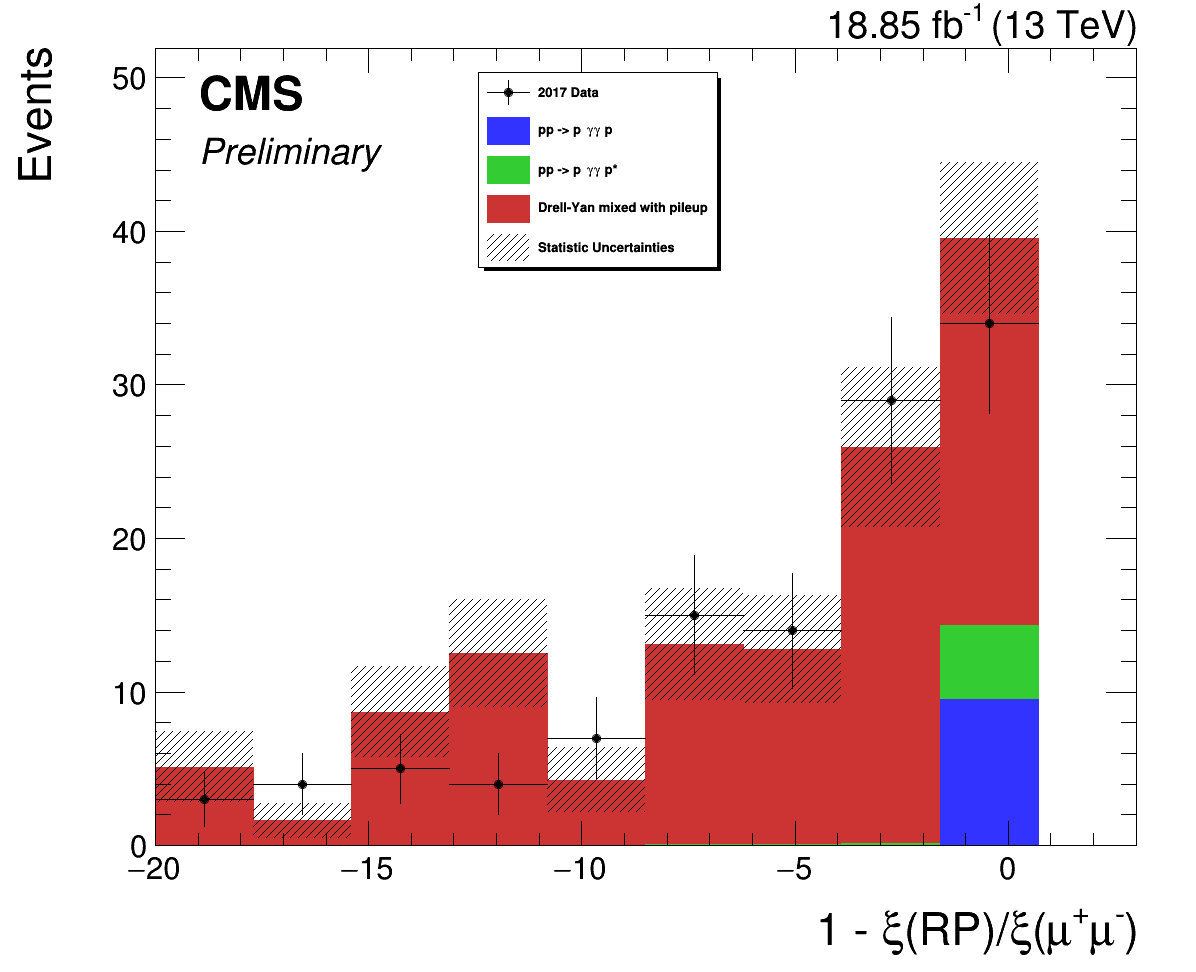 18.85 fb⁻¹ (13 TeV)
Events
CMS
Preliminary
2017 Data
pp -> p γγ p
pp -> p γγ p*
Drell-Yan mixed with pileup
Statistic Uncertainties
50
40
30
20
10
0
−20 −15 −10 −5 0
1 - ξ(RP)/ξ(μ⁺μ⁻)